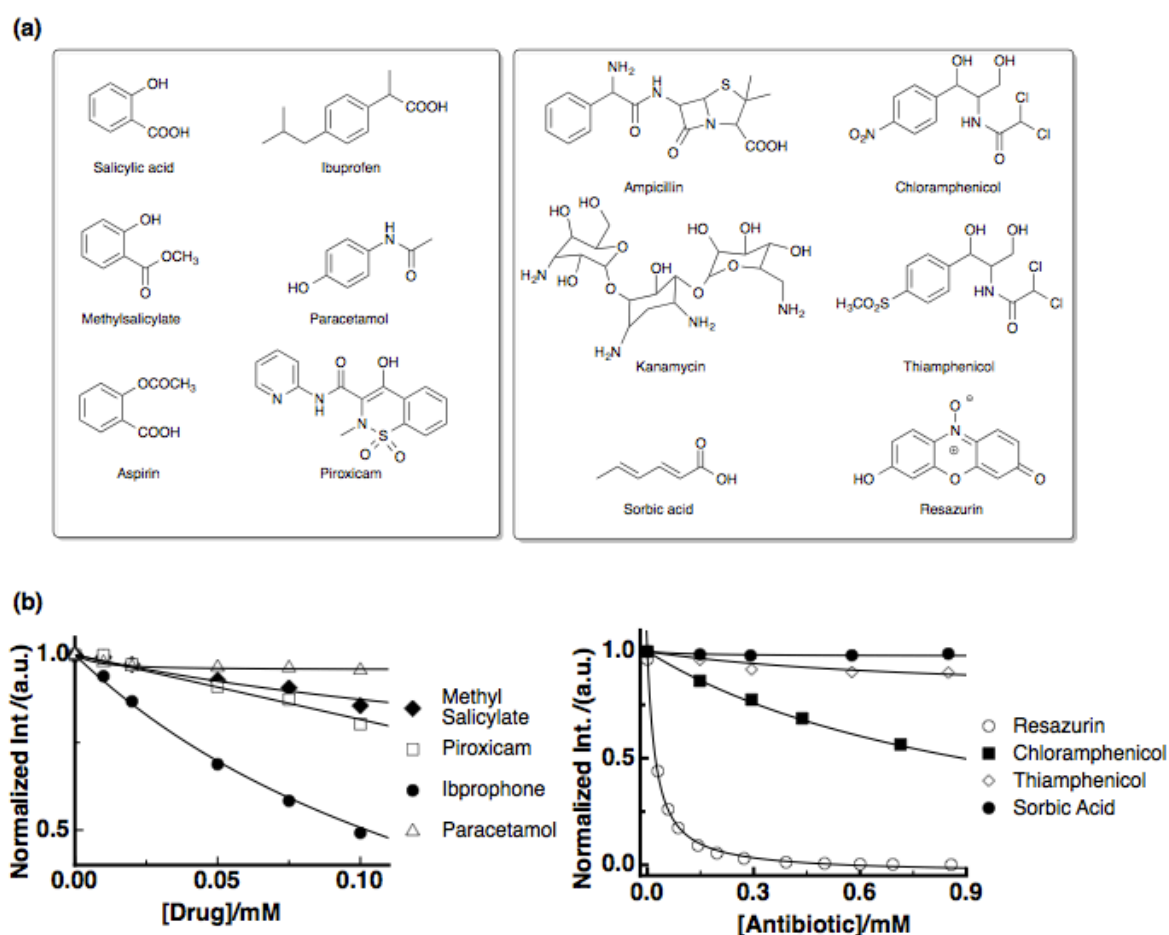 (a)
OH
COOH
Salicylic acid
COOH
Ibuprofen
OH
OCH3
O
Methylsalicylate
H
N
O
HO
Paracetamol
OCOCH3
COOH
Aspirin
O
OH
N
N
H
N
S
O
O
Piroxicam
NH2
H
N
S
O
N
O
COOH
Ampicillin
OH
OH
O2N
HN
Cl
Cl
O
Chloramphenicol
HO
HO
O
H2N
HO
OH
O
OH
O
HO
OH
O
OH
NH2
NH2
H2N
Kanamycin
OH
OH
H3CO2S
HN
Cl
Cl
O
Thiamphenicol
O
OH
Sorbic acid
O
⊖
N
⊕
HO
O
O
Resazurin
(b)
Normalized Int /(a.u.)
1.0
0.5
0.00
0.05
0.10
[Drug]/mM
Methyl
Salicylate
Piroxicam
Ibprophone
Paracetamol
Normalized Int./(a.u.)
1.0
0.5
0.0
0.0
0.3
0.6
0.9
[Antibiotic]/mM
Resazurin
Chloramphenicol
Thiamphenicol
Sorbic Acid